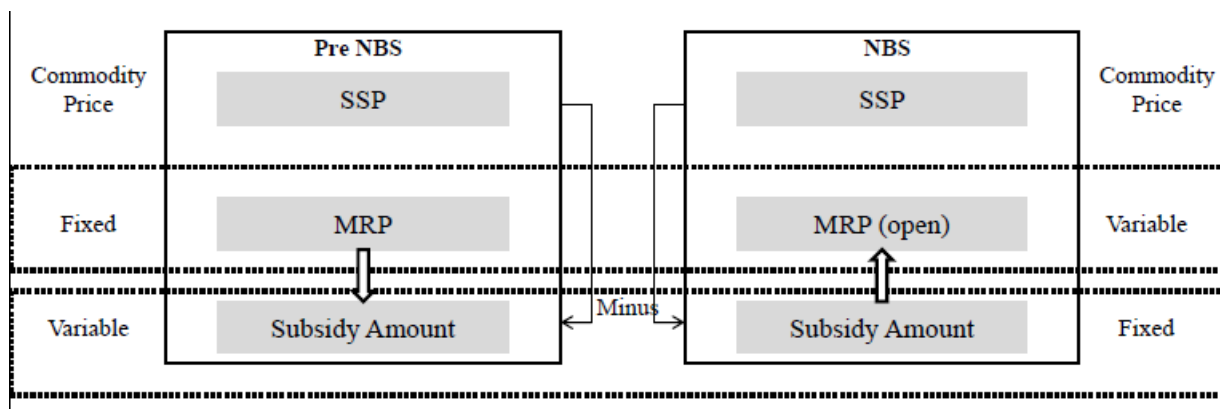 Pre NBS
NBS
Commodity
Price
SSP
SSP
Commodity
Price
Fixed
MRP
MRP (open)
Variable
Variable
Subsidy Amount
Minus
Subsidy Amount
Fixed